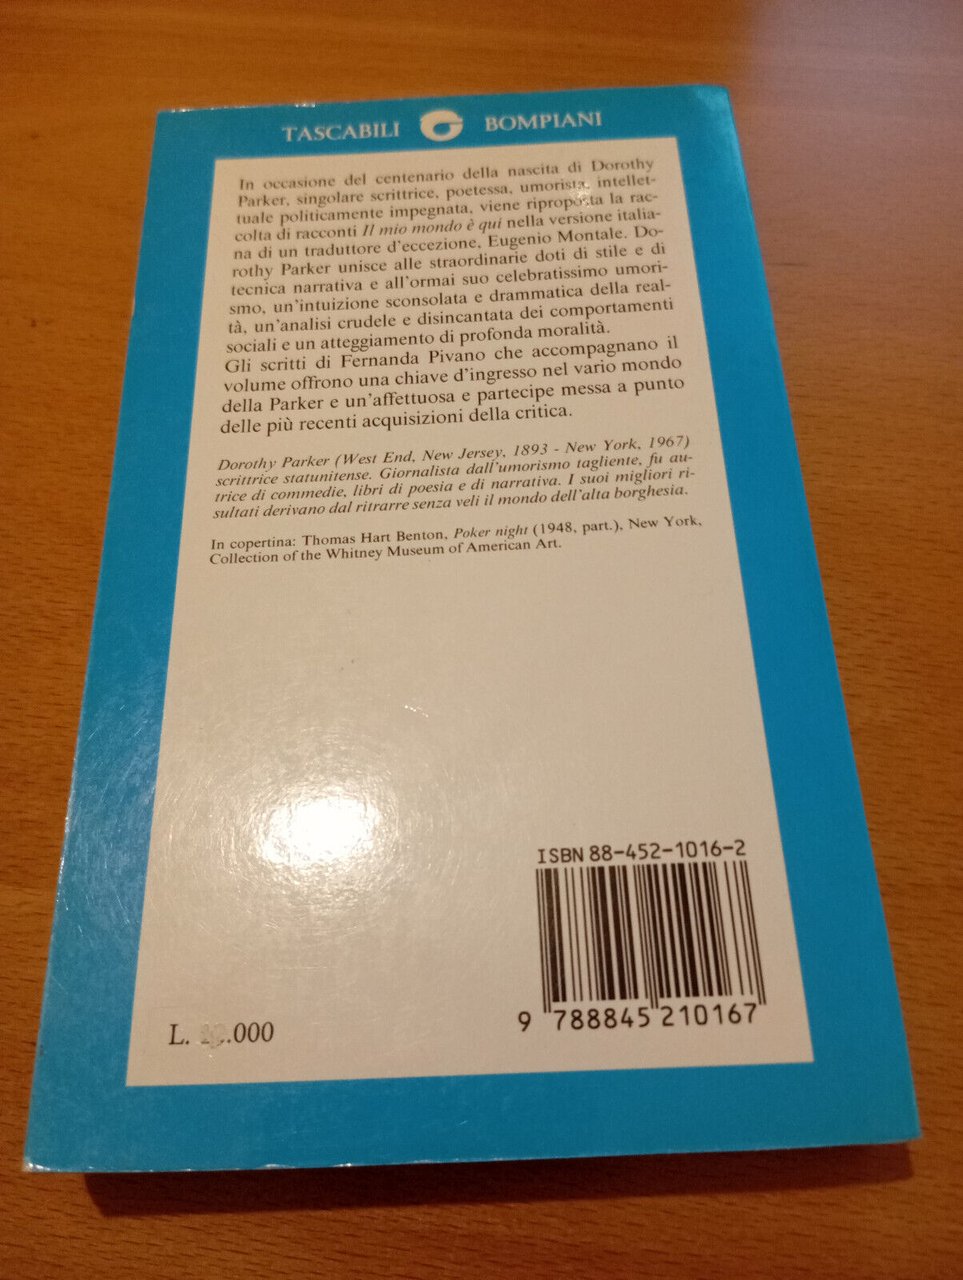 TASCABILI BOMPIANI
In occasione del centenario della nascita di Dorothy
Parker, singolare scrittrice, poetessa, umorista, intellet-
tuale politicamente impegnata, viene riproposta la rac-
colta di racconti Il mio mondo è qui nella versione italia-
na di un traduttore d'eccezione, Eugenio Montale. Do-
rothy Parker unisce alle straordinarie doti di stile e di
tecnica narrativa e all'ormai suo celebratissimo umori-
smo, un'intuizione sconsolata e drammatica della real-
tà, un'analisi crudele e disincantata dei comportamenti
sociali e un atteggiamento di profonda moralità.
Gli scritti di Fernanda Pivano che accompagnano il
volume offrono una chiave d'ingresso nel vario mondo
della Parker e un'affettuosa e partecipe messa a punto
delle più recenti acquisizioni della critica.
Dorothy Parker (West End, New Jersey, 1893 - New York, 1967)
scrittrice statunitense. Giornalista dall'umorismo tagliente, fu au-
trice di commedie, libri di poesia e di narrativa. I suoi migliori ri-
sultati derivano dal ritrarre senza veli il mondo dell'alta borghesia.
In copertina: Thomas Hart Benton, Poker night (1948, part.), New York,
Collection of the Whitney Museum of American Art.
ISBN 88-452-1016-2
9 788845 210167
L. .000